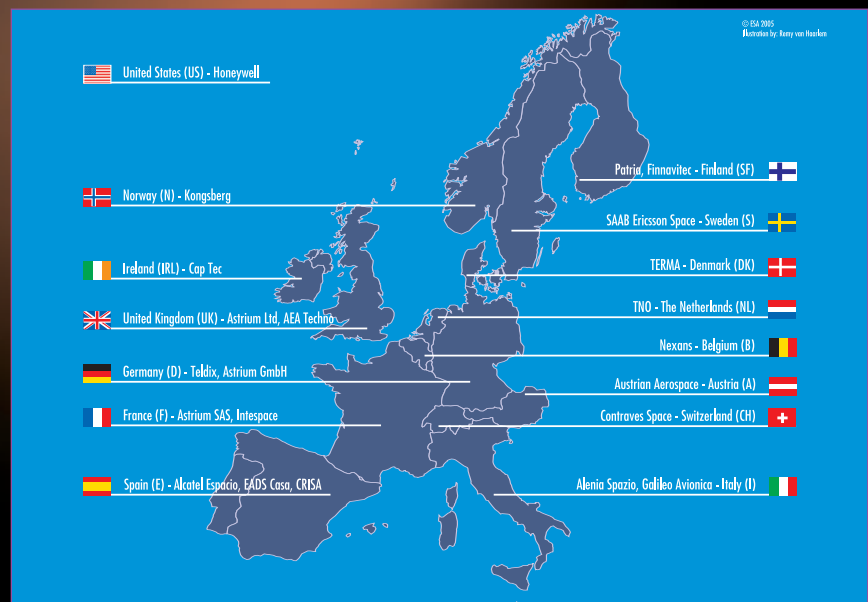 © ESA 2005
Illustration by: Remy van Haarlem
United States (US) - Honeywell
Norway (N) - Kongsberg
Ireland (IRL) - Cap Tec
United Kingdom (UK) - Astrium Ltd, AEA Techno
Germany (D) - Teldix, Astrium GmbH
France (F) - Astrium SAS, Intespace
Spain (E) - Alcatel Espacio, EADS Casa, CRISA
Patria, Finnavitec - Finland (SF)
SAAB Ericsson Space - Sweden (S)
TERMA - Denmark (DK)
TNO - The Netherlands (NL)
Nexans - Belgium (B)
Austrian Aerospace - Austria (A)
Contraves Space - Switzerland (CH)
Alenia Spazio, Galileo Avionica - Italy (I)